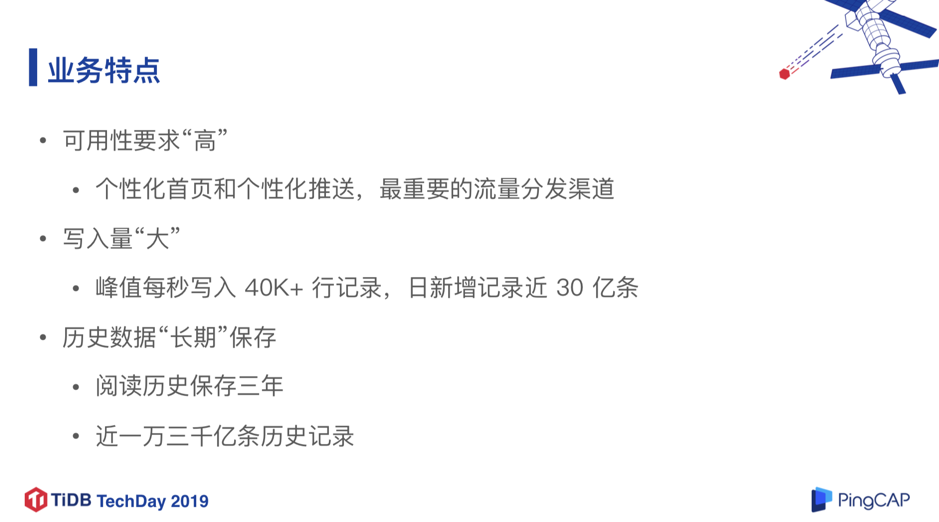 业务特点
• 可用性要求“高”
• 个性化首页和个性化推送，最重要的流量分发渠道
• 写入量“大”
• 峰值每秒写入 40K+ 行记录，日新增记录近 30 亿条
• 历史数据“长期”保存
• 阅读历史保存三年
• 近一万三千亿条历史记录
TiDB TechDay 2019
PingCAP